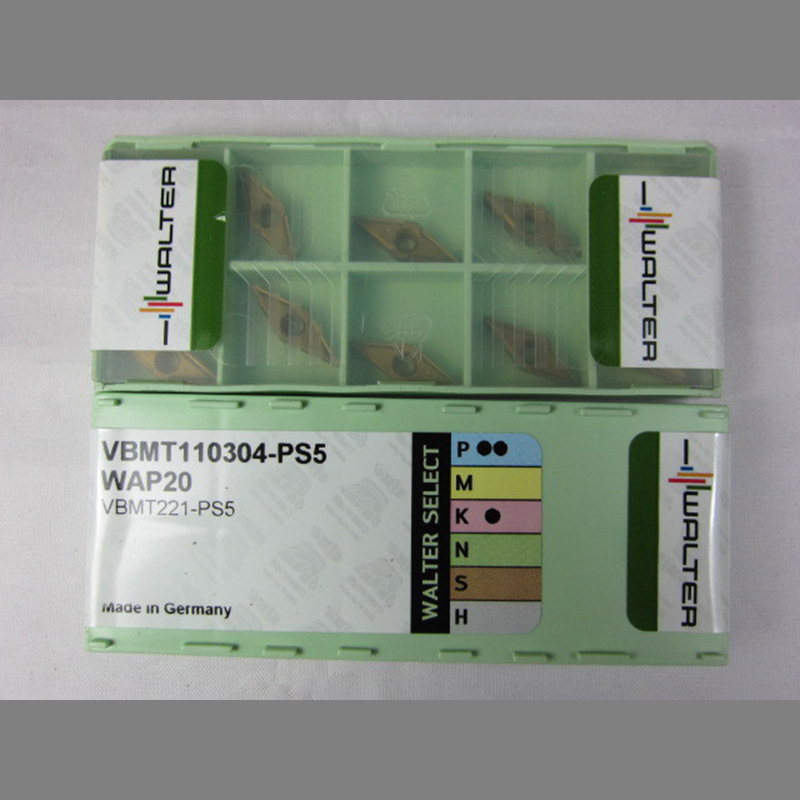 WALTER
WALTER
VBMT110304-PS5
WAP20
VBMT221-PS5
Made in Germany
WALTER SELECT
P
M
K
N
S
H
WALTER